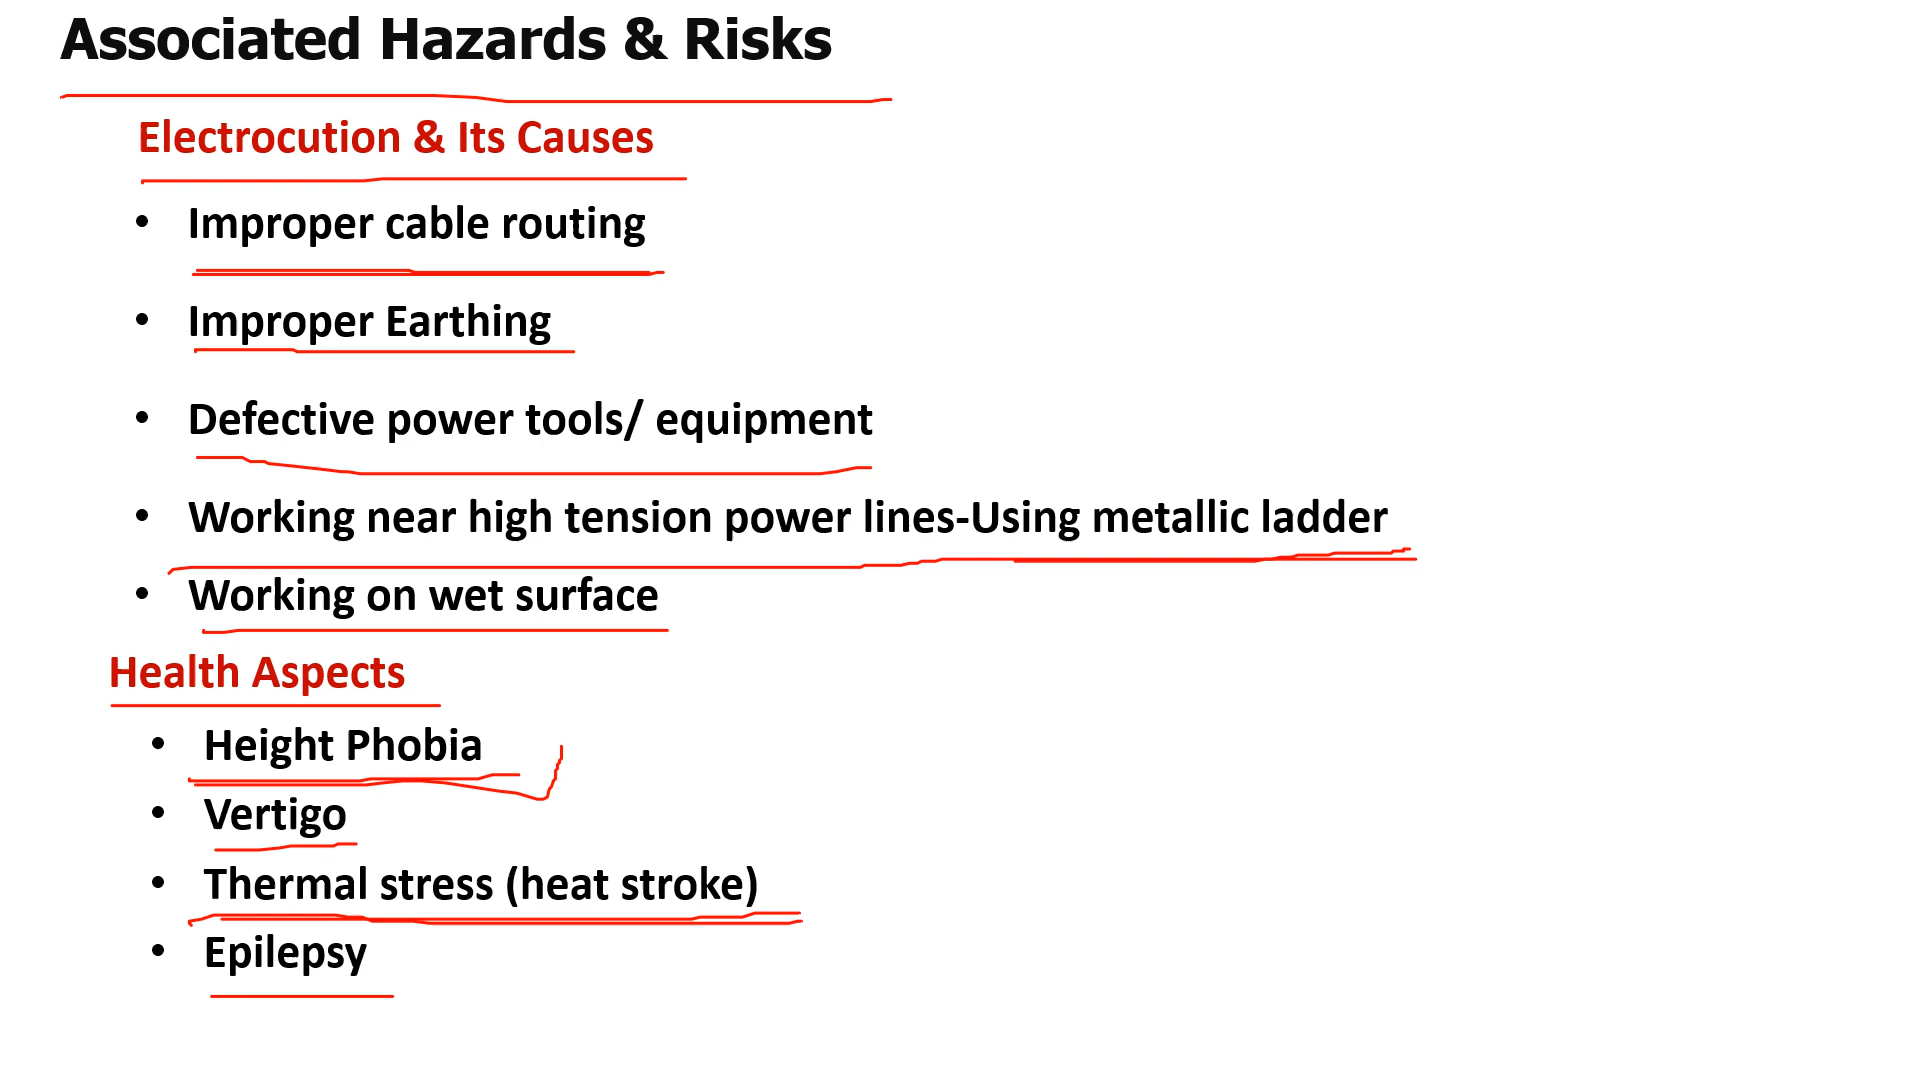 Associated Hazards & Risks
Electrocution & Its Causes
• Improper cable routing
• Improper Earthing
• Defective power tools/ equipment
• Working near high tension power lines-Using metallic ladder
• Working on wet surface
Health Aspects
• Height Phobia
• Vertigo
• Thermal stress (heat stroke)
• Epilepsy